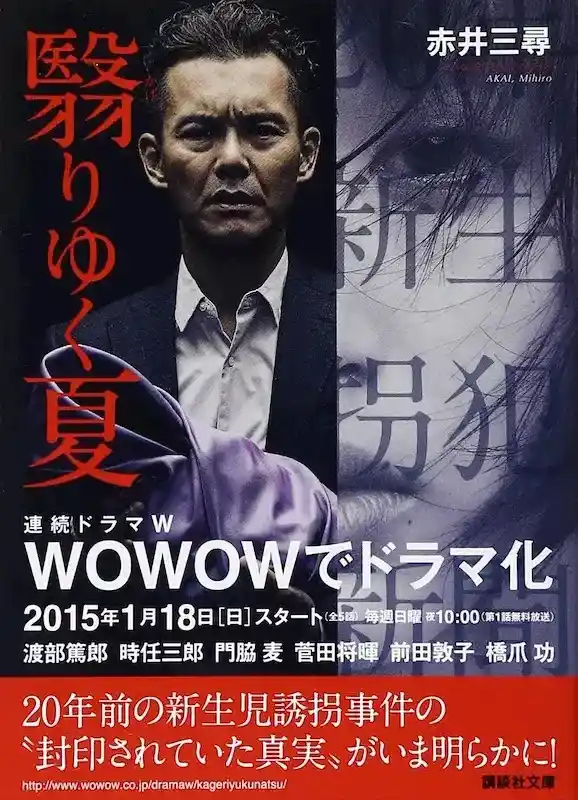 赤井三尋
AKAI, Mihiro
翳りゆく夏
新生
拐犯
新聞
連続ドラマW
WOWOWでドラマ化
2015年1月18日[日]スタート(全5話) 毎週日曜 夜10:00(第1話無料放送)
渡部篤郎 時任三郎 門脇 麦 菅田将暉 前田敦子 橋爪 功
20年前の新生児誘拐事件の
〝封印されていた真実〟がいま明らかに!
http://www.wowow.co.jp/dramaw/kageriyukunatsu/
講談社文庫